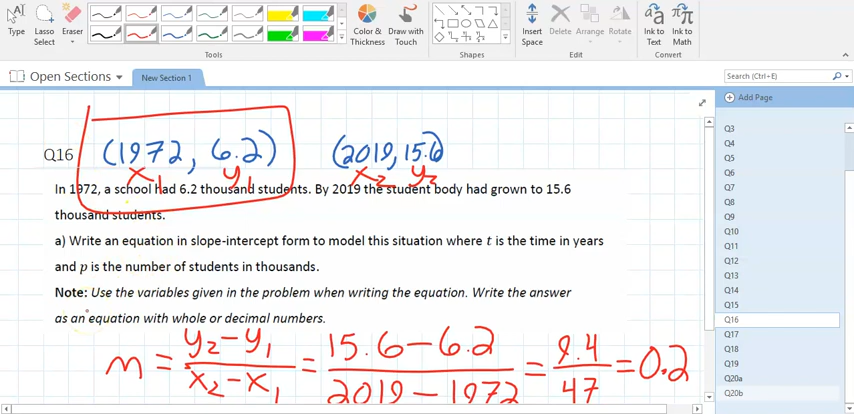 Type
Lasso Select
Eraser
Color & Thickness
Draw with Touch
Insert Space
Delete
Arrange
Rotate
Ink to Text
Ink to Math
Tools
Shapes
Edit
Convert
Open Sections
New Section 1
Search (Ctrl+E)
Add Page
Q16
(1972, 6.2) (2019, 15.6)
x₁ y₁ x₂ y₂
In 1972, a school had 6.2 thousand students. By 2019 the student body had grown to 15.6
thousand students.
a) Write an equation in slope-intercept form to model this situation where t is the time in years
and p is the number of students in thousands.
Note: Use the variables given in the problem when writing the equation. Write the answer
as an equation with whole or decimal numbers.
m = y₂-y₁ / x₂-x₁ = 15.6-6.2 / 2019-1972 = 9.4 / 47 = 0.2
Q3
Q4
Q5
Q6
Q7
Q8
Q9
Q10
Q11
Q12
Q13
Q14
Q15
Q16
Q17
Q18
Q19
Q20a
Q20b